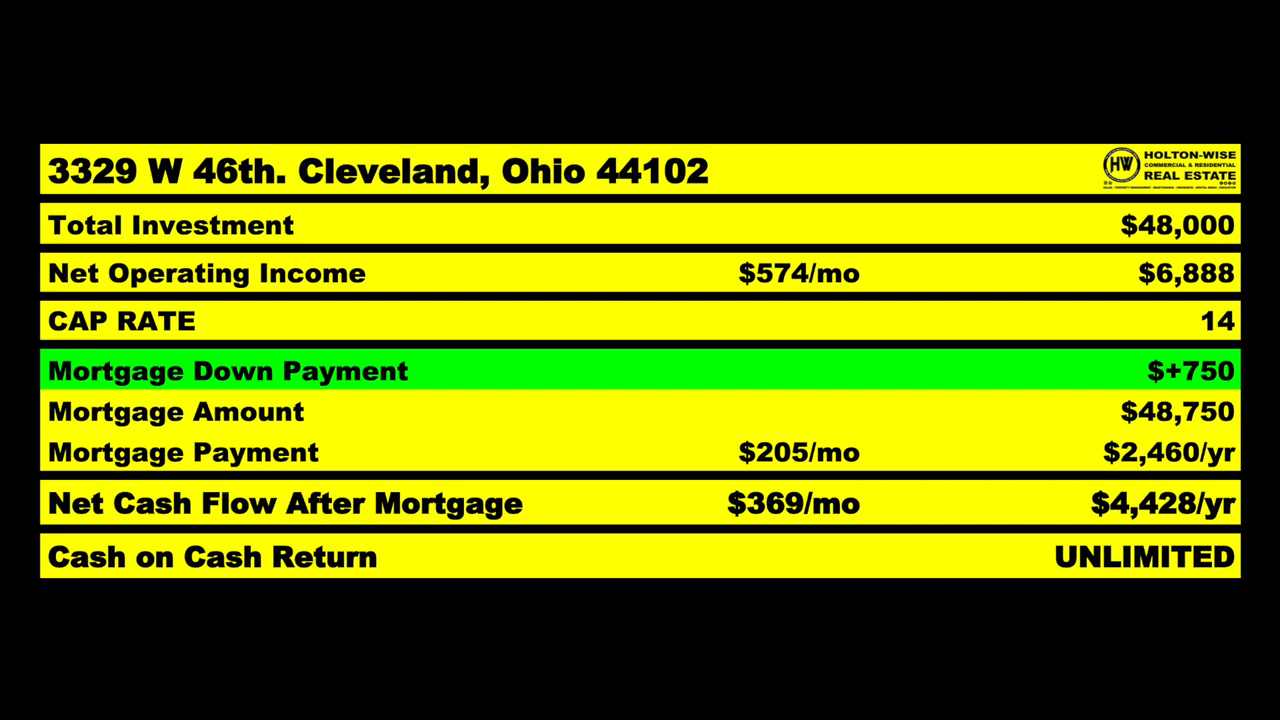 3329 W 46th. Cleveland, Ohio 44102
HOLTON-WISE
COMMERCIAL & RESIDENTIAL
REAL ESTATE
HW
Total Investment $48,000
Net Operating Income $574/mo $6,888
CAP RATE 14
Mortgage Down Payment $+750
Mortgage Amount $48,750
Mortgage Payment $205/mo $2,460/yr
Net Cash Flow After Mortgage $369/mo $4,428/yr
Cash on Cash Return UNLIMITED